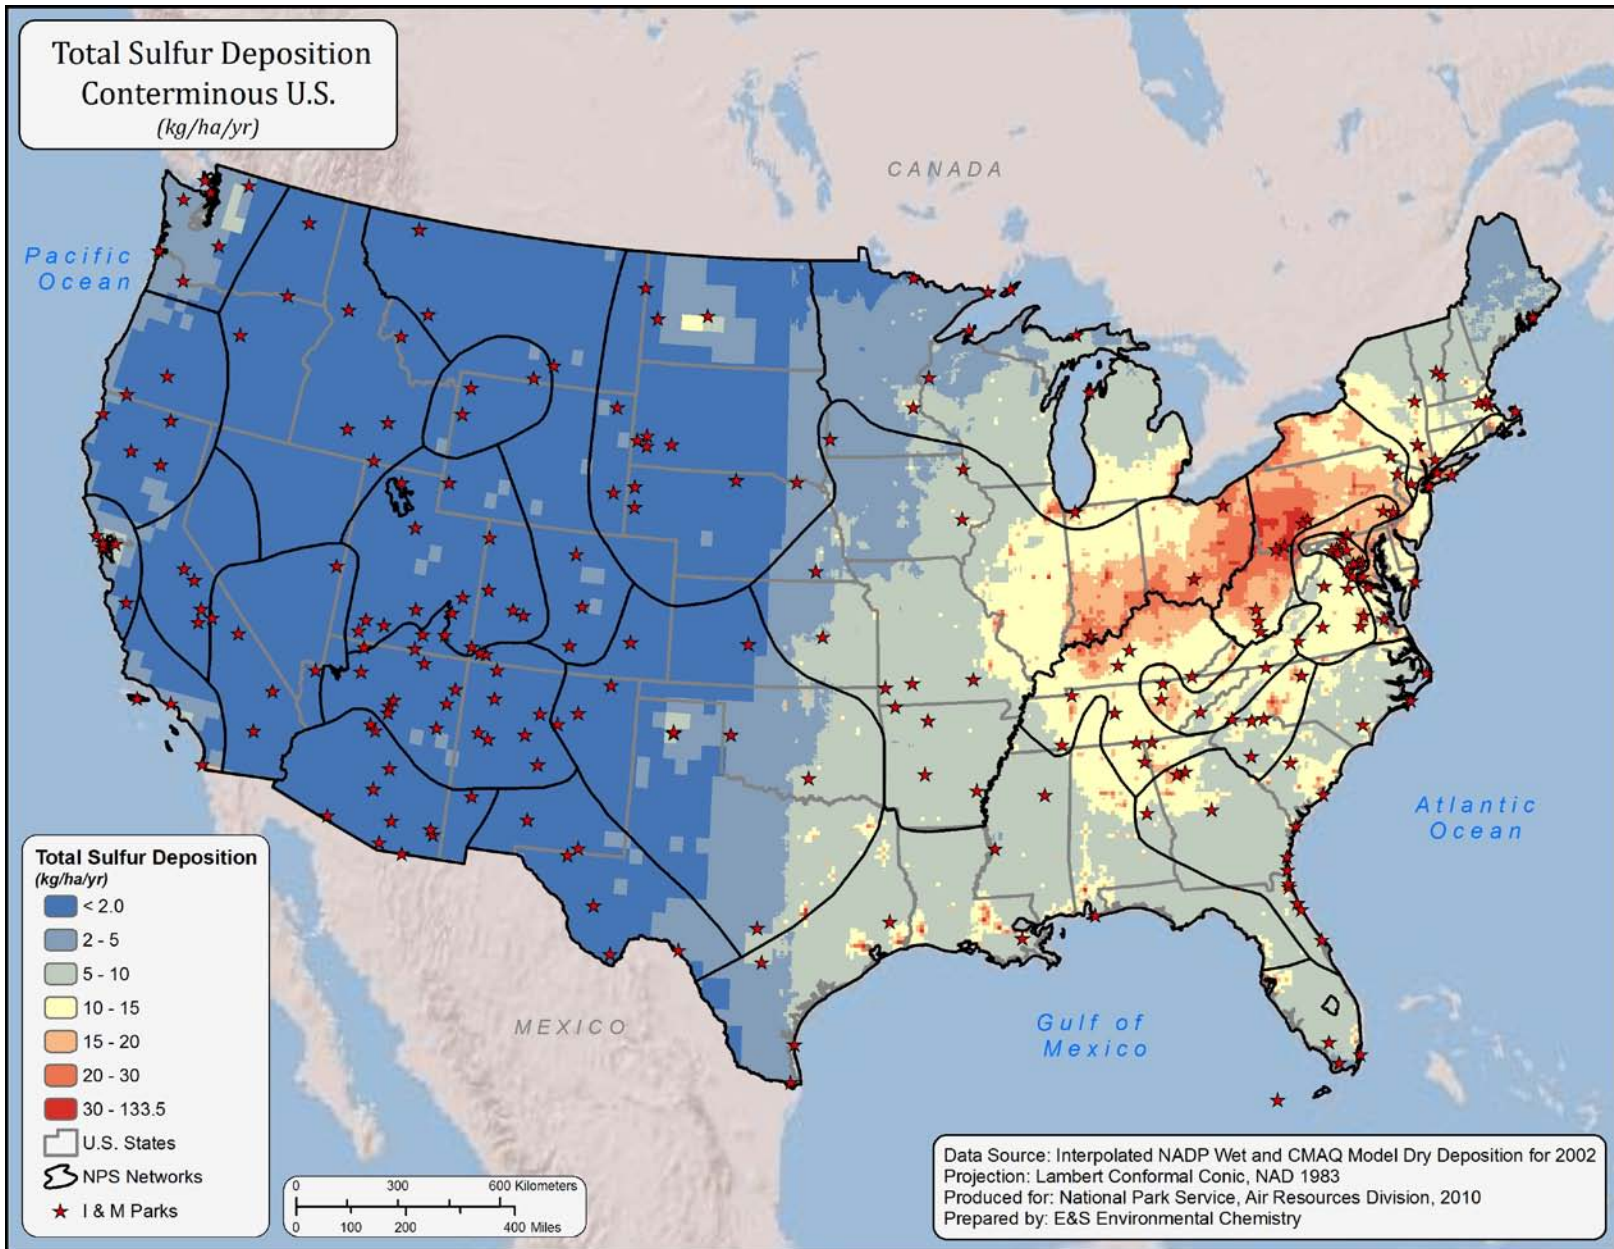 Total Sulfur Deposition
Conterminous U.S.
(kg/ha/yr)
CANADA
Pacific
Ocean
Atlantic
Ocean
Gulf of
Mexico
MEXICO
Total Sulfur Deposition
(kg/ha/yr)
< 2.0
2 - 5
5 - 10
10 - 15
15 - 20
20 - 30
30 - 133.5
U.S. States
NPS Networks
I & M Parks
0 300 600 Kilometers
0 100 200 400 Miles
Data Source: Interpolated NADP Wet and CMAQ Model Dry Deposition for 2002
Projection: Lambert Conformal Conic, NAD 1983
Produced for: National Park Service, Air Resources Division, 2010
Prepared by: E&S Environmental Chemistry